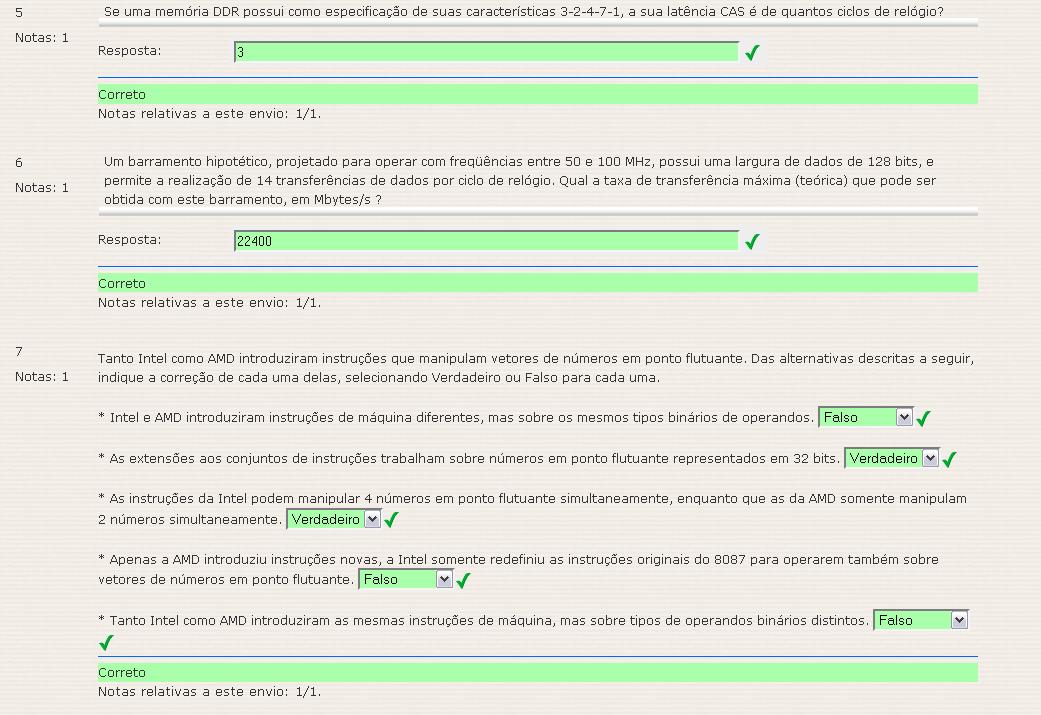 5
Se uma memória DDR possui como especificação de suas características 3-2-4-7-1, a sua latência CAS é de quantos ciclos de relógio?
Notas: 1
Resposta:
3
Correto
Notas relativas a este envio: 1/1.
6
Um barramento hipotético, projetado para operar com freqüências entre 50 e 100 MHz, possui uma largura de dados de 128 bits, e
Notas: 1
permite a realização de 14 transferências de dados por ciclo de relógio. Qual a taxa de transferência máxima (teórica) que pode ser
obtida com este barramento, em Mbytes/s ?
Resposta:
22400
Correto
Notas relativas a este envio: 1/1.
7
Notas: 1
Tanto Intel como AMD introduziram instruções que manipulam vetores de números em ponto flutuante. Das alternativas descritas a seguir,
indique a correção de cada uma delas, selecionando Verdadeiro ou Falso para cada uma.
* Intel e AMD introduziram instruções de máquina diferentes, mas sobre os mesmos tipos binários de operandos. Falso
* As extensões aos conjuntos de instruções trabalham sobre números em ponto flutuante representados em 32 bits. Verdadeiro
* As instruções da Intel podem manipular 4 números em ponto flutuante simultaneamente, enquanto que as da AMD somente manipulam
2 números simultaneamente. Verdadeiro
* Apenas a AMD introduziu instruções novas, a Intel somente redefiniu as instruções originais do 8087 para operarem também sobre
vetores de números em ponto flutuante. Falso
* Tanto Intel como AMD introduziram as mesmas instruções de máquina, mas sobre tipos de operandos binários distintos. Falso
Correto
Notas relativas a este envio: 1/1.